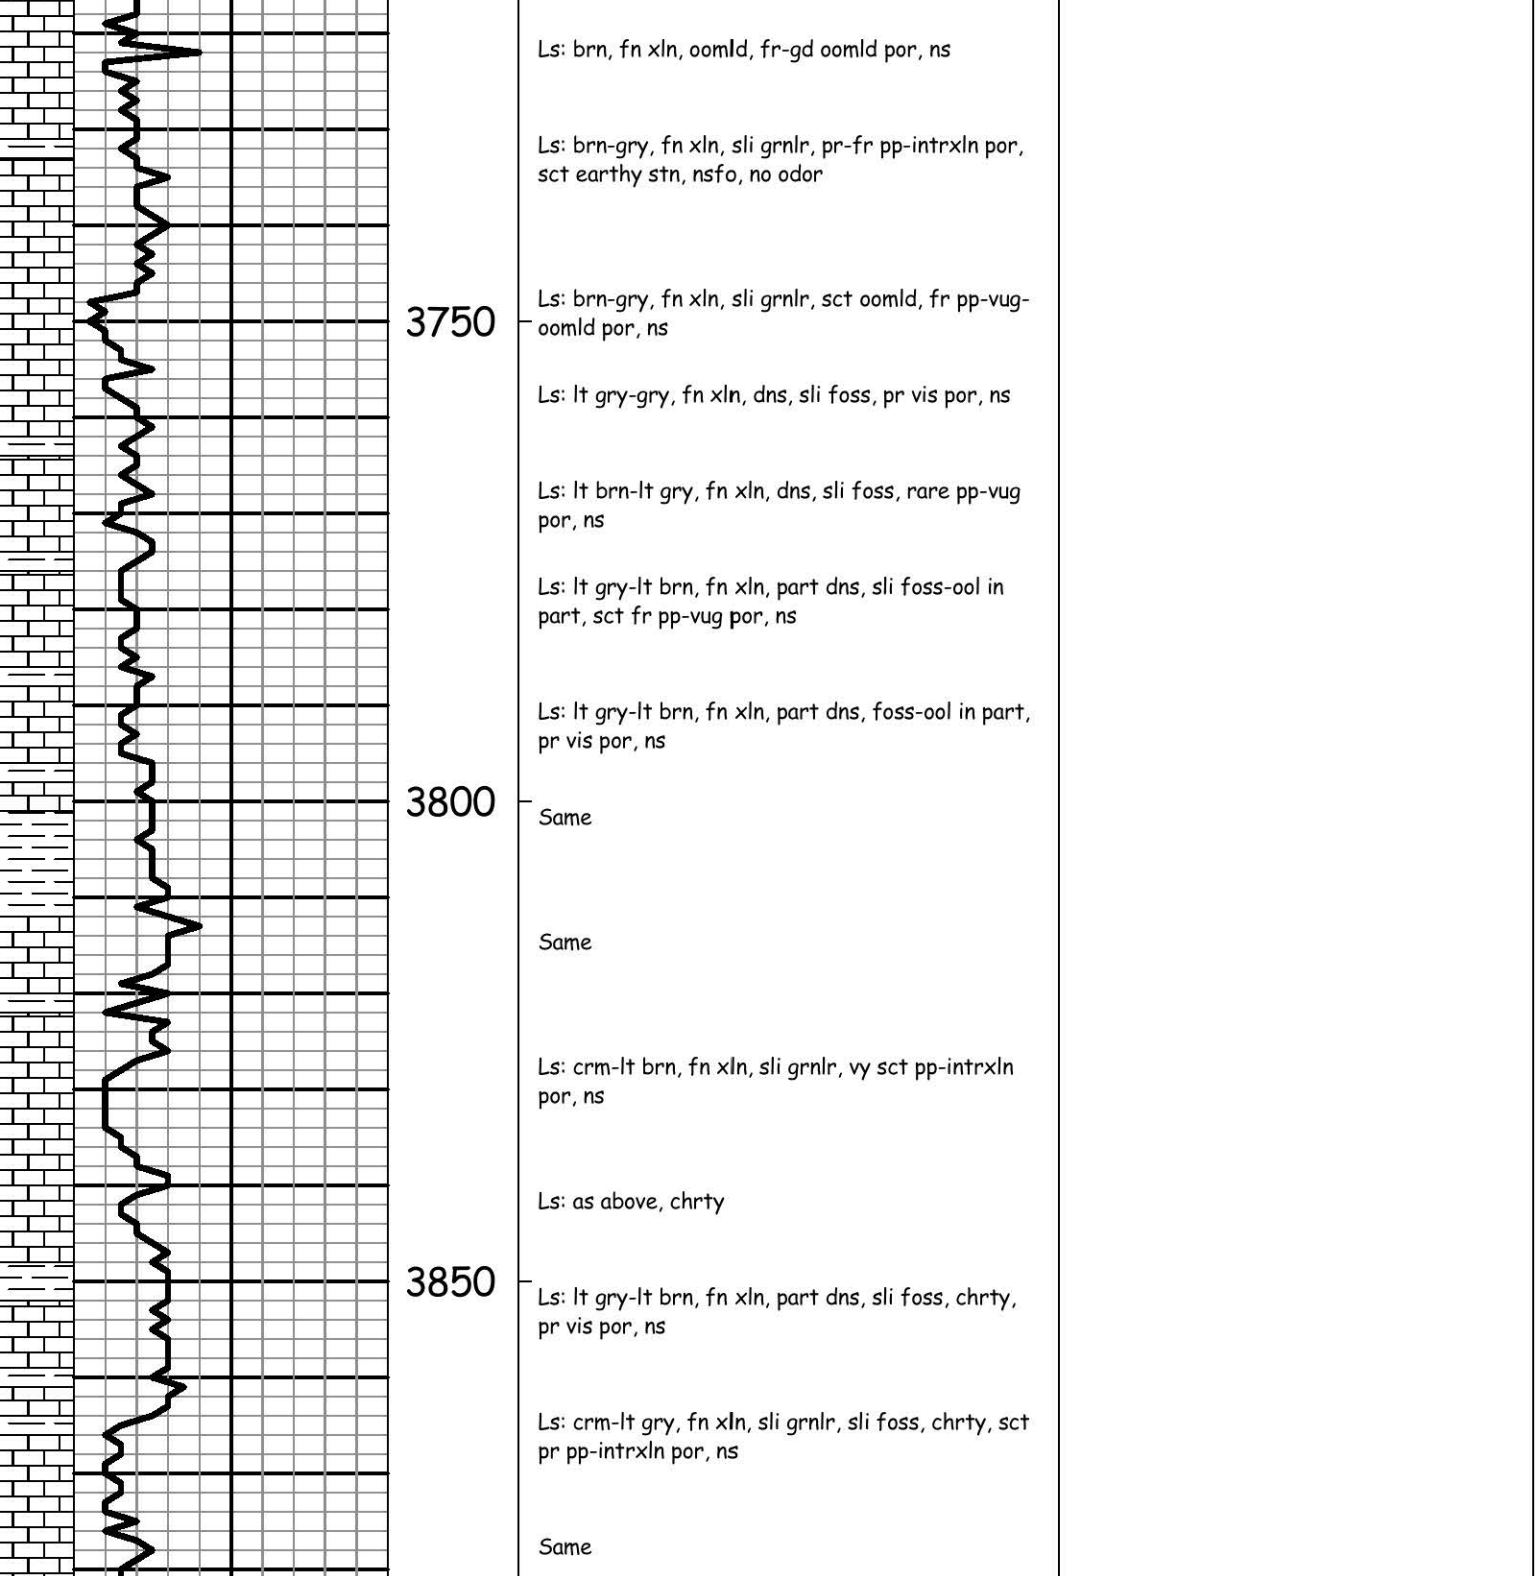 Ls: brn, fn xln, oomld, fr-gd oomld por, ns
Ls: brn-gry, fn xln, sli grnlr, pr-fr pp-intrxln por,
sct earthy stn, nsfo, no odor
Ls: brn-gry, fn xln, sli grnlr, sct oomld, fr pp-vug-
3750
oomld por, ns
Ls: lt gry-gry, fn xln, dns, sli foss, pr vis por, ns
Ls: lt brn-lt gry, fn xln, dns, sli foss, rare pp-vug
por, ns
Ls: lt gry-lt brn, fn xln, part dns, sli foss-ool in
part, sct fr pp-vug por, ns
Ls: lt gry-lt brn, fn xln, part dns, foss-ool in part,
pr vis por, ns
3800
Same
Same
Ls: crm-lt brn, fn xln, sli grnlr, vy sct pp-intrxln
por, ns
Ls: as above, chrty
3850
Ls: lt gry-lt brn, fn xln, part dns, sli foss, chrty,
pr vis por, ns
Ls: crm-lt gry, fn xln, sli grnlr, sli foss, chrty, sct
pr pp-intrxln por, ns
Same